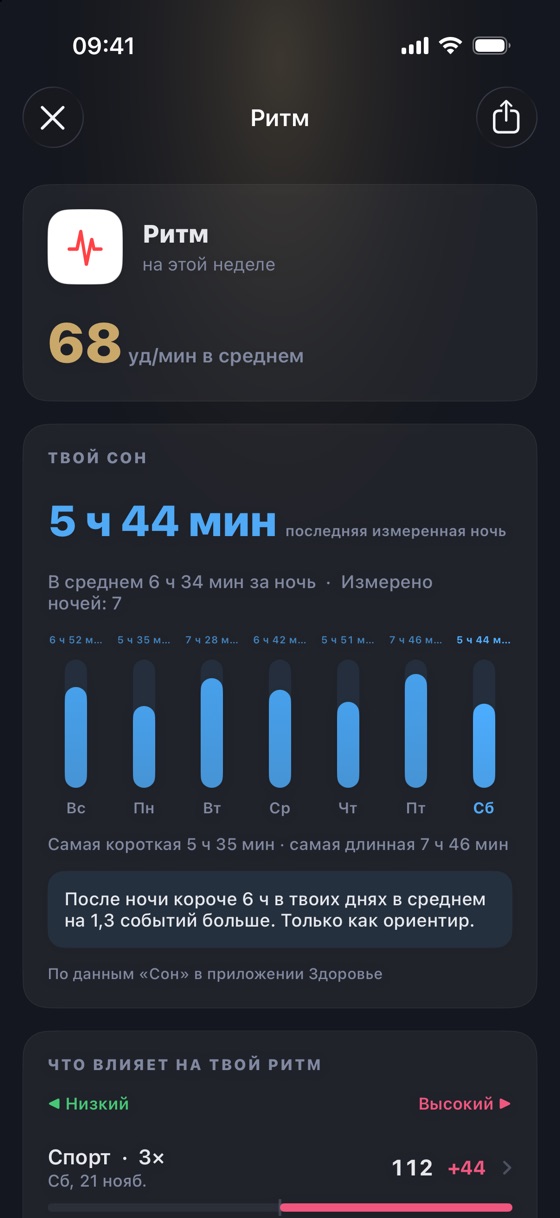 09:41
Ритм
Ритм
на этой неделе
68 уд/мин в среднем
ТВОЙ СОН
5 ч 44 мин последняя измеренная ночь
В среднем 6 ч 34 мин за ночь · Измерено
ночей: 7
6 ч 52 м... 5 ч 35 м... 7 ч 28 м... 6 ч 42 м... 5 ч 51 м... 7 ч 46 м... 5 ч 44 м...
Вс Пн Вт Ср Чт Пт Сб
Самая короткая 5 ч 35 мин · самая длинная 7 ч 46 мин
После ночи короче 6 ч в твоих днях в среднем
на 1,3 событий больше. Только как ориентир.
По данным «Сон» в приложении Здоровье
ЧТО ВЛИЯЕТ НА ТВОЙ РИТМ
◀ Низкий Высокий ▶
Спорт · 3× 112 +44
Сб, 21 нояб.